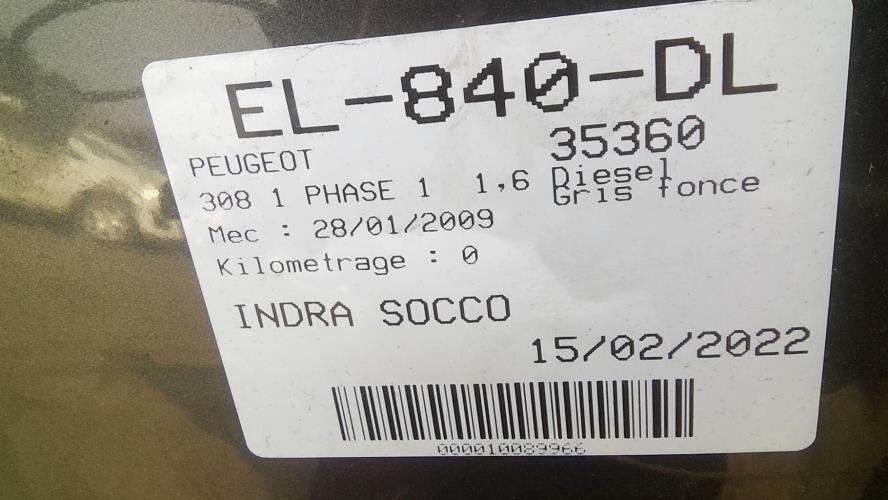 EL-840-DL
PEUGEOT 35360
308 1 PHASE 1 1,6 Diesel
Gris fonce
Mec : 28/01/2009
Kilometrage : 0
INDRA SOCCO
15/02/2022
000010089966